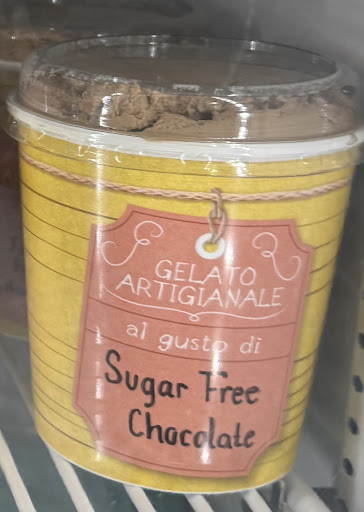 GELATO
ARTIGIANALE
al gusto di
Sugar Free
Chocolate